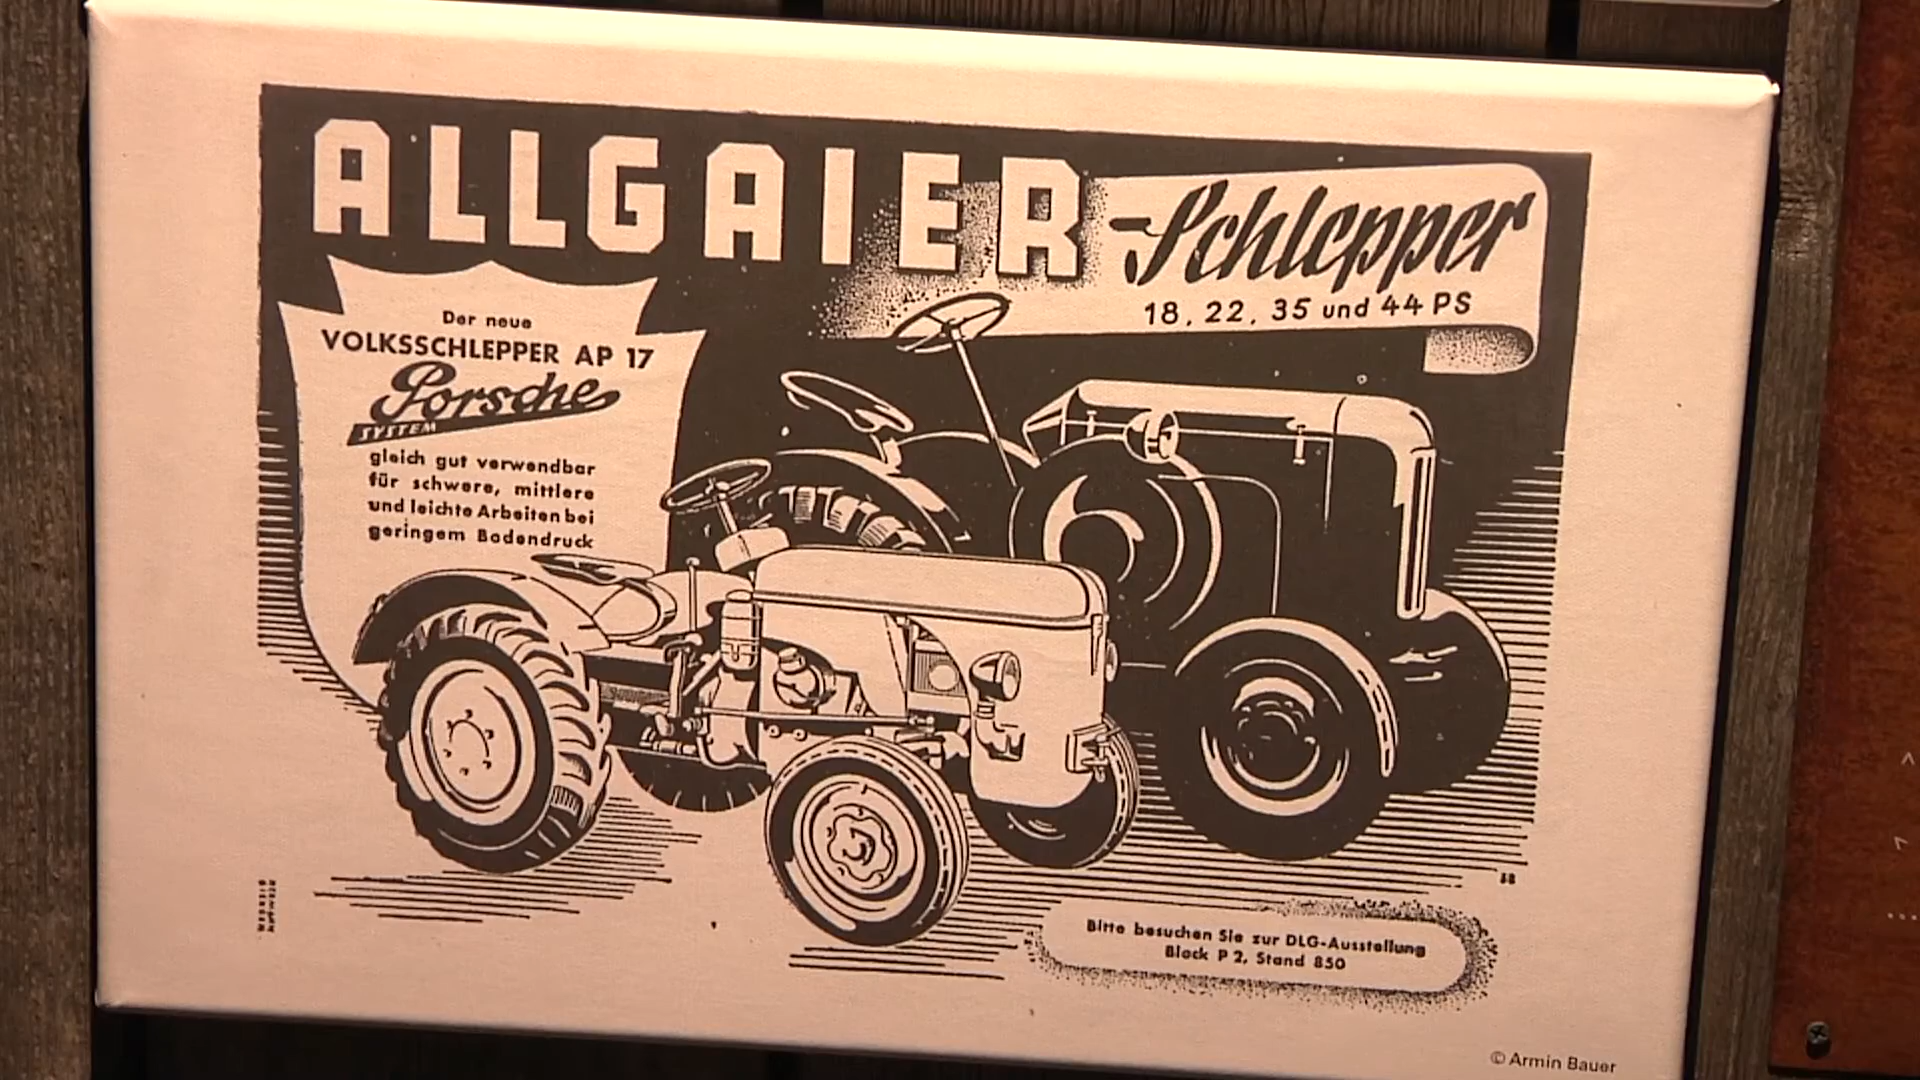 ALLGAIER-Schlepper
18, 22, 35 und 44 PS
Der neue
VOLKSSCHLEPPER AP 17
Porsche
SYSTEM
gleich gut verwendbar
für schwere, mittlere
und leichte Arbeiten bei
geringem Bodendruck
58
Bitte besuchen Sie zur DLG-Ausstellung
Block P 2, Stand 850
© Armin Bauer